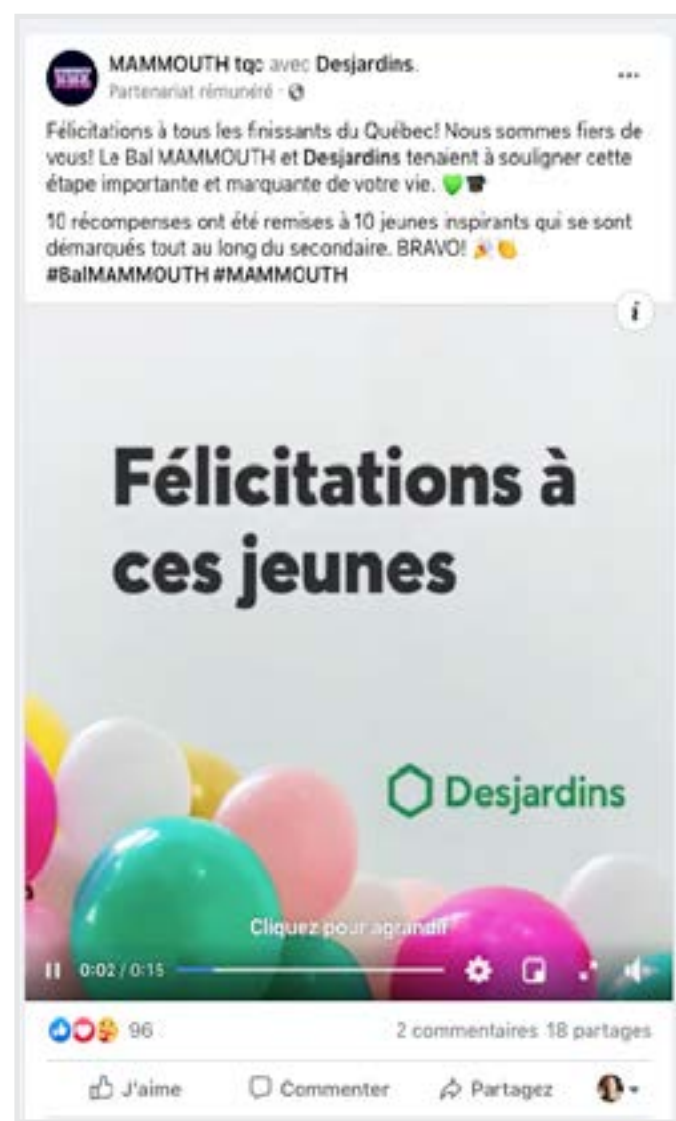 MAMMOUTH tqc avec Desjardins.
Partenariat rémunéré ·
Félicitations à tous les finissants du Québec! Nous sommes fiers de
vous! Le Bal MAMMOUTH et Desjardins tenaient à souligner cette
étape importante et marquante de votre vie. 💚🎓
10 récompenses ont été remises à 10 jeunes inspirants qui se sont
démarqués tout au long du secondaire. BRAVO! 🎉👏
#BalMAMMOUTH #MAMMOUTH
i
Félicitations à
ces jeunes
Desjardins
Cliquez pour agrandir
0:02 / 0:15
96 2 commentaires 18 partages
J'aime Commenter Partagez